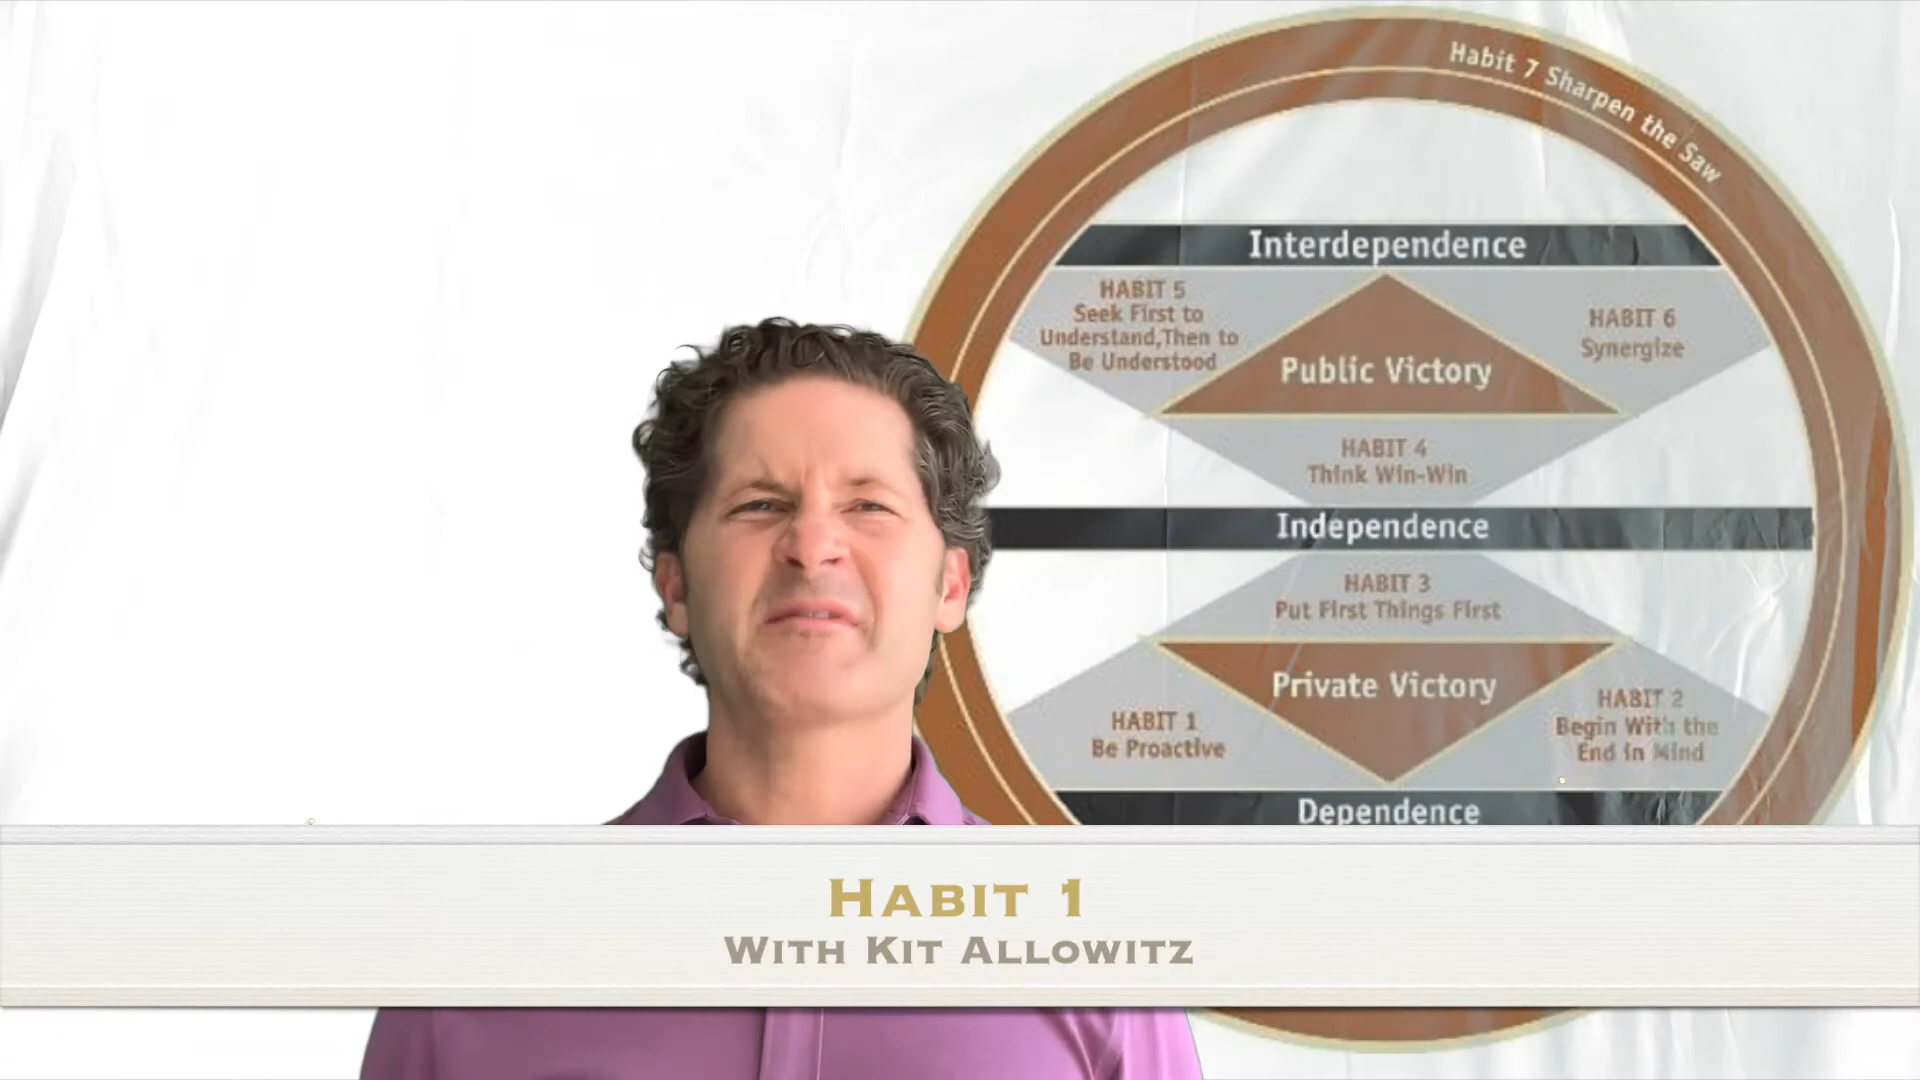 Habit 7 Sharpen the Saw
Interdependence
HABIT 5
Seek First to
Understand,Then to
Be Understood
Public Victory
HABIT 6
Synergize
HABIT 4
Think Win-Win
Independence
HABIT 3
Put First Things First
Private Victory
HABIT 1
Be Proactive
HABIT 2
Begin With the
End in Mind
Dependence
HABIT 1
WITH KIT ALLOWITZ